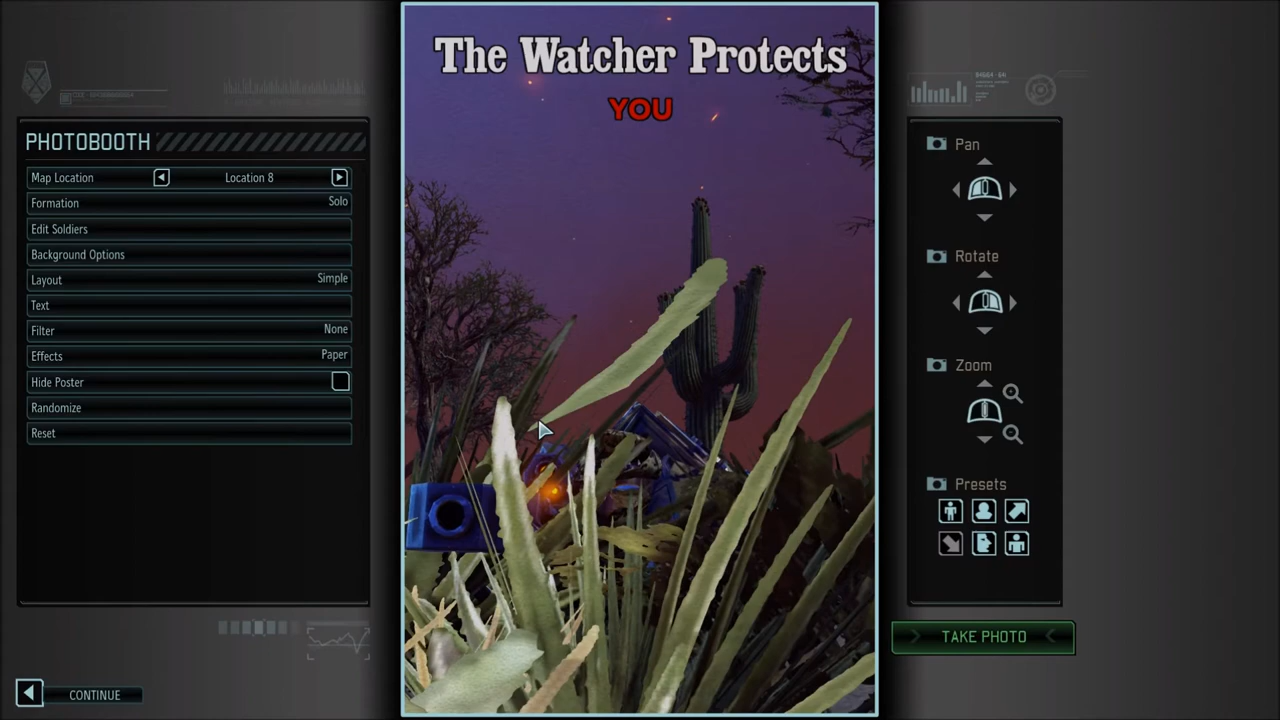 The Watcher Protects
YOU
PHOTOBOOTH
Map Location
Location 8
Formation
Solo
Edit Soldiers
Background Options
Layout
Simple
Text
Filter
None
Effects
Paper
Hide Poster
Randomize
Reset
CONTINUE
Pan
Rotate
Zoom
Presets
TAKE PHOTO